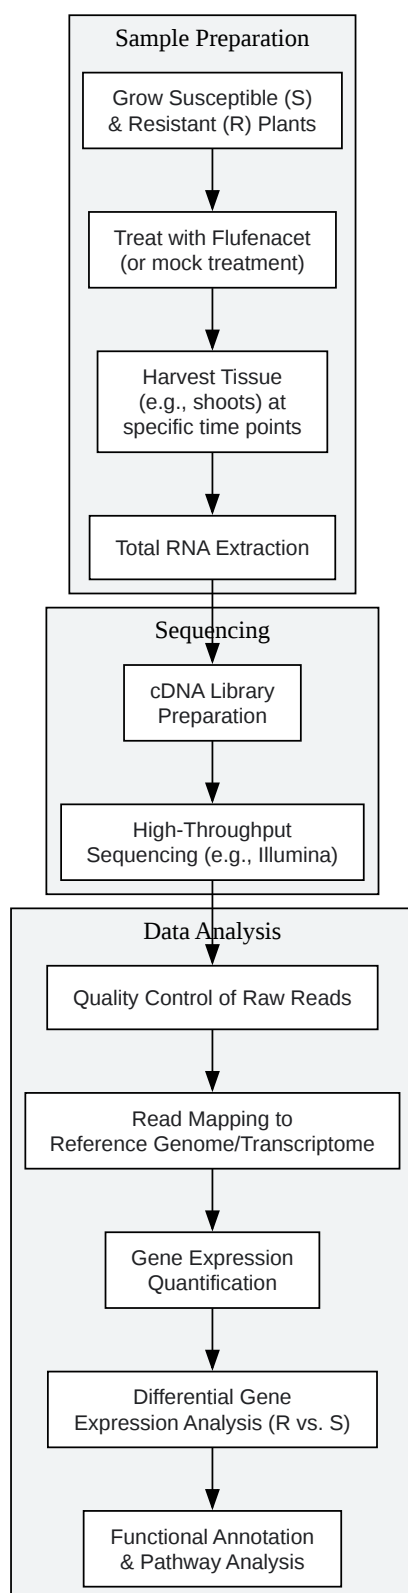 Sample Preparation
Grow Susceptible (S)
& Resistant (R) Plants
Treat with Flufenacet
(or mock treatment)
Harvest Tissue
(e.g., shoots) at
specific time points
Total RNA Extraction
Sequencing
cDNA Library
Preparation
High-Throughput
Sequencing (e.g., Illumina)
Data Analysis
Quality Control of Raw Reads
Read Mapping to
Reference Genome/Transcriptome
Gene Expression
Quantification
Differential Gene
Expression Analysis (R vs. S)
Functional Annotation
& Pathway Analysis